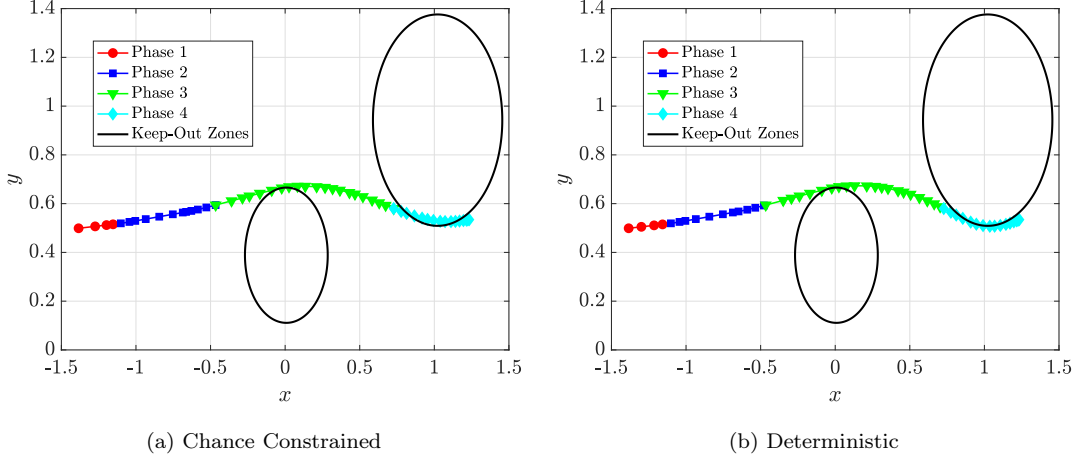 1.4
1.2
1
0.8
0.6
0.4
0.2
0
y
-1.5
-1
-0.5
0
0.5
1
1.5
x
Phase 1
Phase 2
Phase 3
Phase 4
Keep-Out Zones
(a) Chance Constrained
1.4
1.2
1
0.8
0.6
0.4
0.2
0
y
-1.5
-1
-0.5
0
0.5
1
1.5
x
Phase 1
Phase 2
Phase 3
Phase 4
Keep-Out Zones
(b) Deterministic